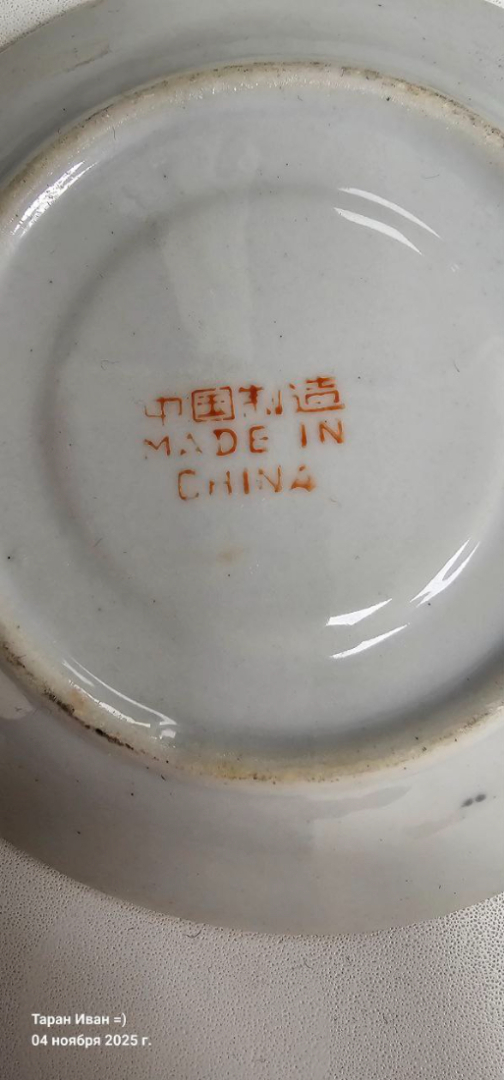 中国制造
MADE IN
CHINA
Таран Иван =)
04 ноября 2025 г.